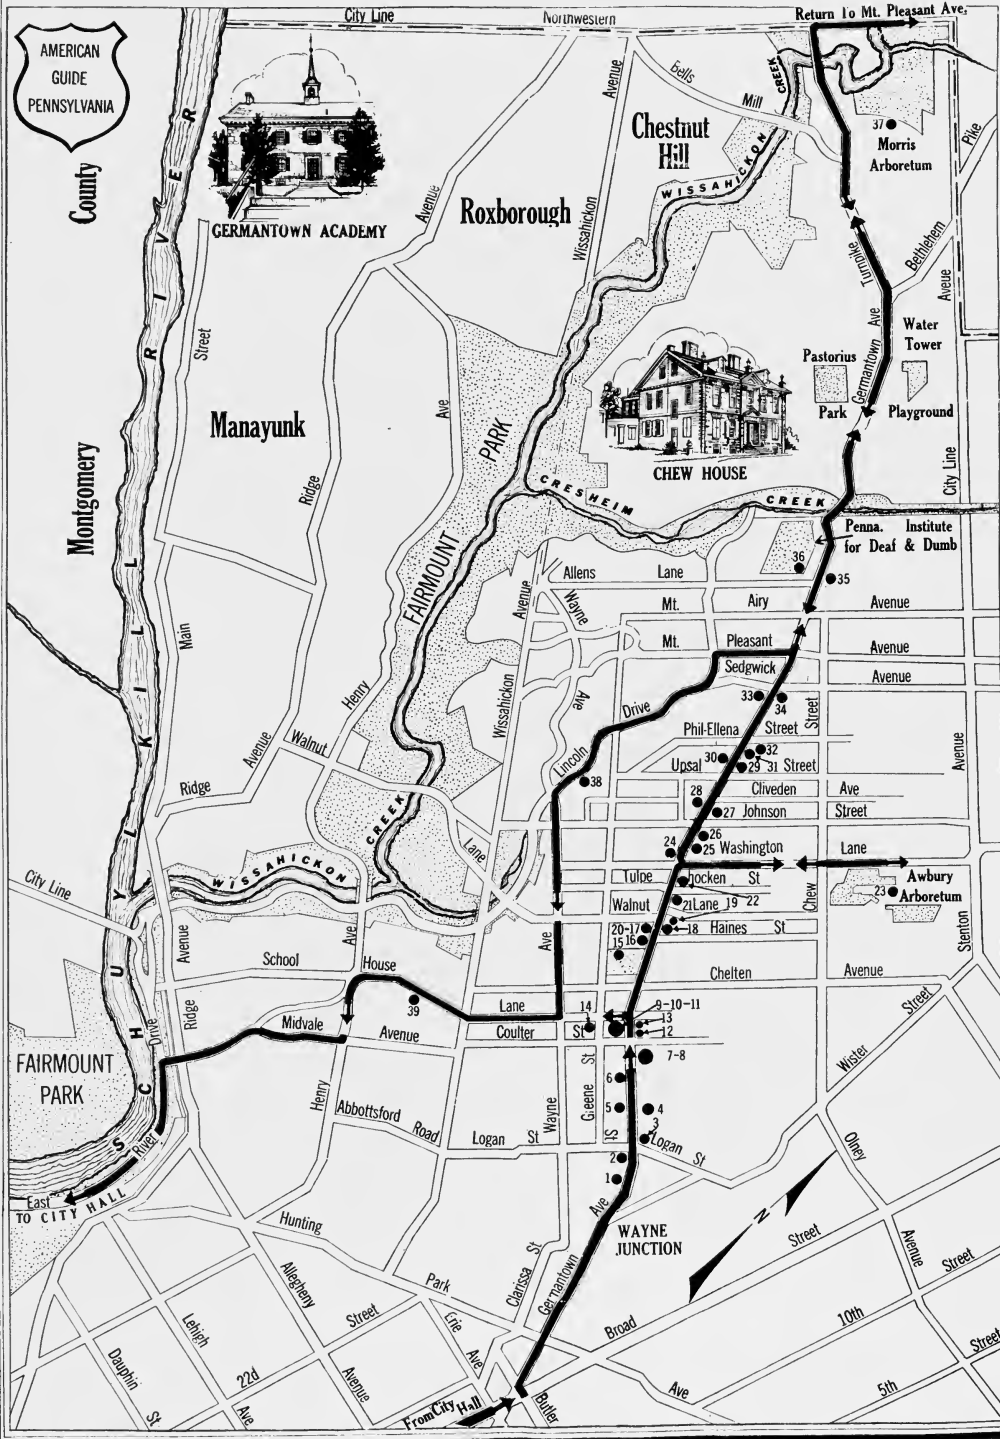 City Line
Northwestern
Return To Mt. Pleasant Ave.
AMERICAN
GUIDE
PENNSYLVANIA
County
Montgomery
SCHUYLKILL RIVER
GERMANTOWN ACADEMY
Avenue
Roxborough
Wissahickon
Avenue
Bells
Mill
CREEK
WISSAHICKON
Chestnut
Hill
37
Morris
Arboretum
Pike
Bethlehem
Turnpike
Aveue
Street
Manayunk
Ave
Ridge
PARK
FAIRMOUNT
Water
Tower
Playground
Pastorius
Park
Germantown Ave
CHEW HOUSE
City Line
CRESHEIM
CREEK
Penna. Institute
for Deaf & Dumb
36
35
Allens Lane
Avenue
Wayne
Mt. Airy Avenue
Mt. Pleasant Avenue
Sedgwick Avenue
Main
Henry
Wissahickon
Ave
Drive
Lincoln
33
34
Street
Phil-Ellena Street
30
32
29
31
Upsal Street
38
28
Cliveden Ave
27
Johnson Street
Avenue
Walnut
Avenue
Ridge
CREEK
Lane
26
24
25
Washington Lane
Tulpe hocken St
Awbury
23
Arboretum
Chew
City Line
WISSAHICKON
Walnut Lane
21
19
22
20-17
18
Haines St
15
16
Stenton
Avenue
Ave
Ave
School House Lane
Chelten Avenue
39
Street
Ridge
Drive
Midvale Avenue
Coulter St
14
9-10-11
13
12
7-8
Wister
FAIRMOUNT
PARK
Henry
Abbottsford
Road
Wayne
Greene
St
St
6
5
4
3
2
1
Logan St
Logan St
Olney
Avenue
River
East
TO CITY HALL
Ave
WAYNE
JUNCTION
N
Street
Street
Hunting
Park
Ave
Clarissa St
Germantown
Allegheny
Avenue
Lehigh
Ave
Dauphin
St
22d
Street
Erie
Ave
Broad
10th
Street
5th
From City Hall
Butler